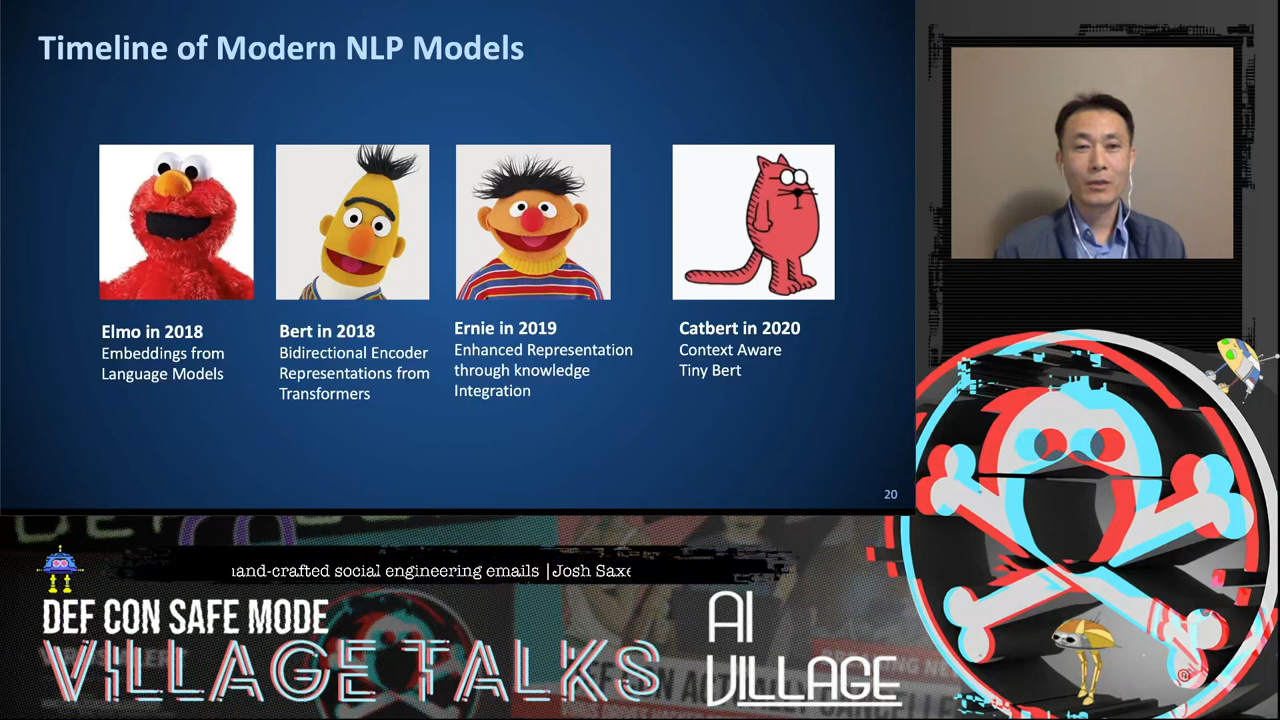 Timeline of Modern NLP Models
Elmo in 2018
Embeddings from
Language Models
Bert in 2018
Bidirectional Encoder
Representations from
Transformers
Ernie in 2019
Enhanced Representation
through knowledge
Integration
Catbert in 2020
Context Aware
Tiny Bert
20
hand-crafted social engineering emails |Josh Saxe
DEF CON SAFE MODE
VILLAGE TALKS
AI
VILLAGE